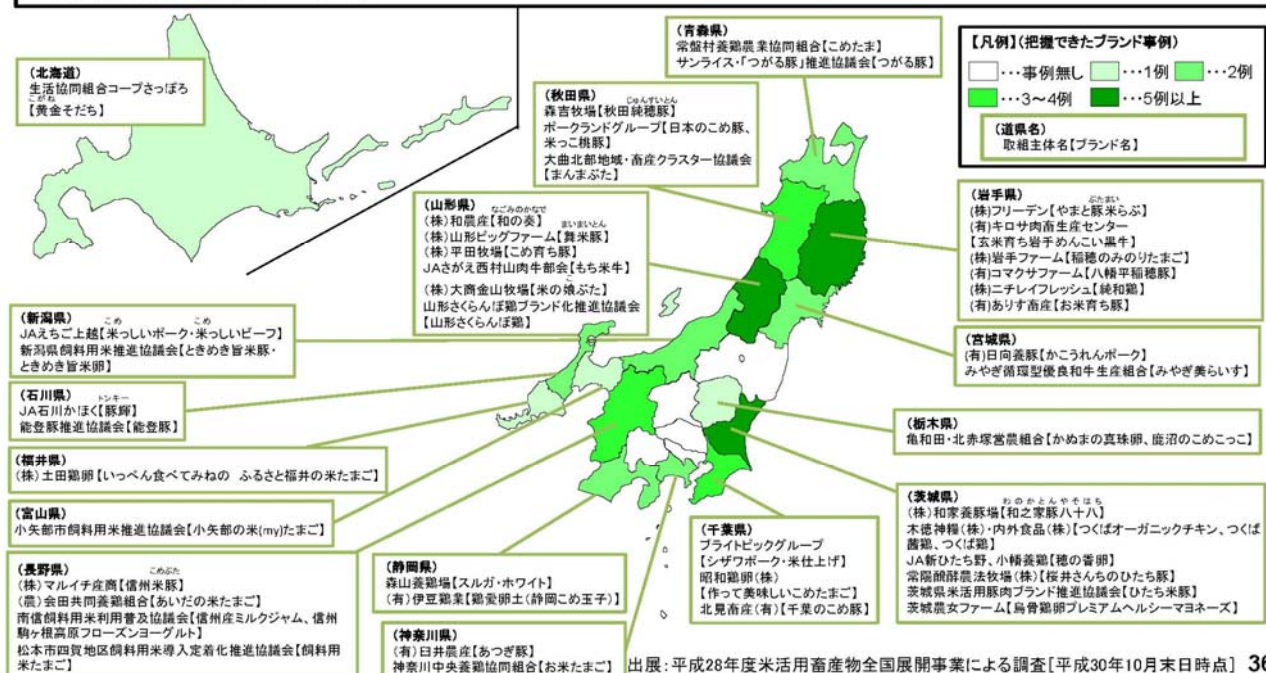 (北海道)
生活協同組合コープさっぽろ
こがね
【黄金そだち】
(青森県)
常盤村養鶏農業協同組合【こめたま】
サンライス・「つがる豚」推進協議会【つがる豚】
【凡例】(把握できたブランド事例)
・・・事例無し
・・・1例
・・・2例
・・・3～4例
・・・5例以上
(道県名)
取組主体名【ブランド名】
(秋田県)
じゅんすいとん
森吉牧場【秋田純穂豚】
ポークランドグループ【日本のこめ豚、
米っこ桃豚】
大曲北部地域・畜産クラスター協議会
【まんまぶた】
(岩手県)
ぶたまい
(株)フリーデン【やまと豚米らぶ】
(有)キロサ肉畜生産センター
【玄米育ち岩手めんこい黒牛】
(株)岩手ファーム【稲穂のみのりたまご】
(有)コマクサファーム【八幡平稲穂豚】
(株)ニチレイフレッシュ【純和鶏】
(有)ありす畜産【お米育ち豚】
(山形県)
なごみのかなで
(株)和農産【和の奏】
まいまいとん
(株)山形ピッグファーム【舞米豚】
(株)平田牧場【こめ育ち豚】
JAさがえ西村山肉牛部会【もち米牛】
こ
(株)大商金山牧場【米の娘ぶた】
山形さくらんぼ鶏ブランド化推進協議会
【山形さくらんぼ鶏】
(新潟県)
こめ こめ
JAえちご上越【米っしいポーク・米っしいビーフ】
新潟県飼料用米推進協議会【ときめき旨米豚・
ときめき旨米卵】
(宮城県)
(有)日向養豚【かこうれんポーク】
みやぎ循環型優良和牛生産組合【みやぎ美らいす】
(石川県)
トンキー
JA石川かほく【豚輝】
能登豚推進協議会【能登豚】
(栃木県)
亀和田・北赤塚営農組合【かぬまの真珠卵、鹿沼のこめこっこ】
(福井県)
(株)土田鶏卵【いっぺん食べてみねの ふるさと福井の米たまご】
(富山県)
小矢部市飼料用米推進協議会【小矢部の米(my)たまご】
(茨城県)
わのかとんやそはち
(株)和家養豚場【和之家豚八十八】
木徳神糧(株)・内外食品(株)【つくばオーガニックチキン、つくば
茜鶏、つくば鶏】
JA新ひたち野、小幡養鶏【穂の香卵】
常陽醗酵農法牧場(株)【桜井さんちのひたち豚】
茨城県米活用豚肉ブランド推進協議会【ひたち米豚】
茨城農女ファーム【烏骨鶏卵プレミアムヘルシーマヨネーズ】
(千葉県)
ブライトピックグループ
【シザワポーク・米仕上げ】
昭和鶏卵(株)
【作って美味しいこめたまご】
北見畜産(有)【千葉のこめ豚】
(長野県)
こめぶた
(株)マルイチ産商【信州米豚】
(農)会田共同養鶏組合【あいだの米たまご】
南信飼料用米利用普及協議会【信州産ミルクジャム、信州
駒ヶ根高原フローズンヨーグルト】
松本市四賀地区飼料用米導入定着化推進協議会【飼料用
米たまご】
(静岡県)
森山養鶏場【スルガ・ホワイト】
(有)伊豆鶏業【鶏愛卵土(静岡こめ玉子)】
(神奈川県)
(有)臼井農産【あつぎ豚】
神奈川中央養鶏協同組合【お米たまご】
出展:平成28年度米活用畜産物全国展開事業による調査[平成30年10月末日時点] 36